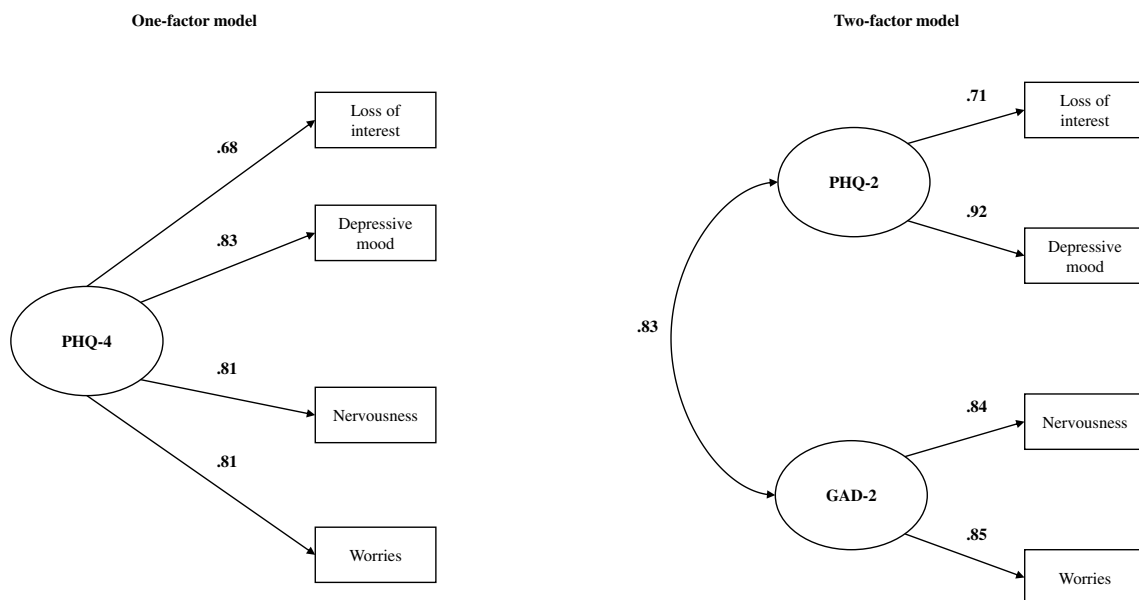 One-factor model
Loss of
interest
.68
Depressive
mood
.83
PHQ-4
.81
Nervousness
.81
Worries
Two-factor model
.71
Loss of
interest
PHQ-2
.92
Depressive
mood
.83
.84
Nervousness
GAD-2
.85
Worries